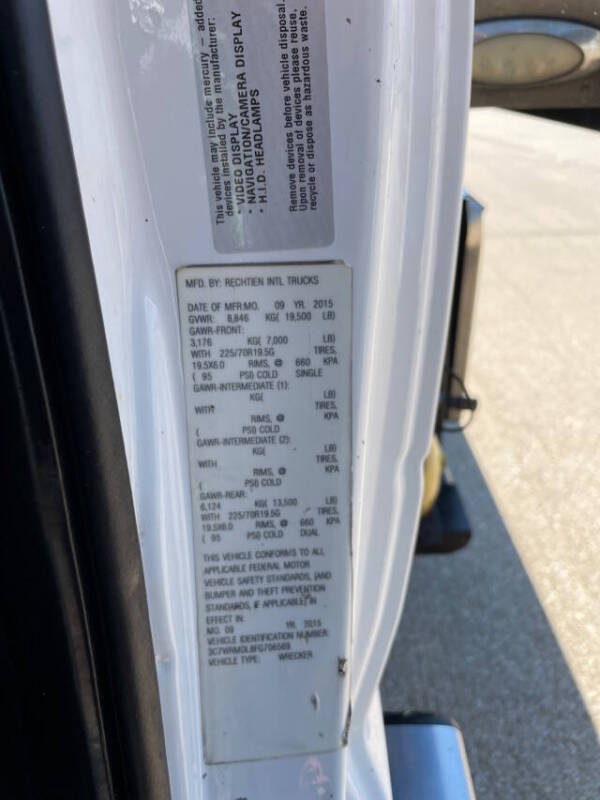 This vehicle may include mercury – added
devices installed by the manufacturer:
• VIDEO DISPLAY
• NAVIGATION/CAMERA DISPLAY
• H.I.D. HEADLAMPS
Remove devices before vehicle disposal.
Upon removal of devices please reuse,
recycle or dispose as hazardous waste.
MFD. BY: RECHTIEN INTL TRUCKS
DATE OF MFR:MO. 09 YR. 2015
GVWR: 8,846 KG( 19,500 LB)
GAWR-FRONT:
3,176 KG( 7,000 LB)
WITH 225/70R19.5G TIRES,
19.5X6.0 RIMS, @ 660 KPA
( 95 PSI) COLD SINGLE
GAWR-INTERMEDIATE (1):
KG( LB)
WITH TIRES,
RIMS, @ KPA
( PSI) COLD
GAWR-INTERMEDIATE (2):
KG( LB)
WITH TIRES,
RIMS, @ KPA
( PSI) COLD
GAWR-REAR:
6,124 KG( 13,500 LB)
WITH 225/70R19.5G TIRES,
19.5X6.0 RIMS, @ 660 KPA
( 95 PSI) COLD DUAL
THIS VEHICLE CONFORMS TO ALL
APPLICABLE FEDERAL MOTOR
VEHICLE SAFETY STANDARDS, [AND
BUMPER AND THEFT PREVENTION
STANDARDS, IF APPLICABLE] IN
EFFECT IN:
MO. 09 YR. 2015
VEHICLE IDENTIFICATION NUMBER:
VEHICLE TYPE: WRECKER